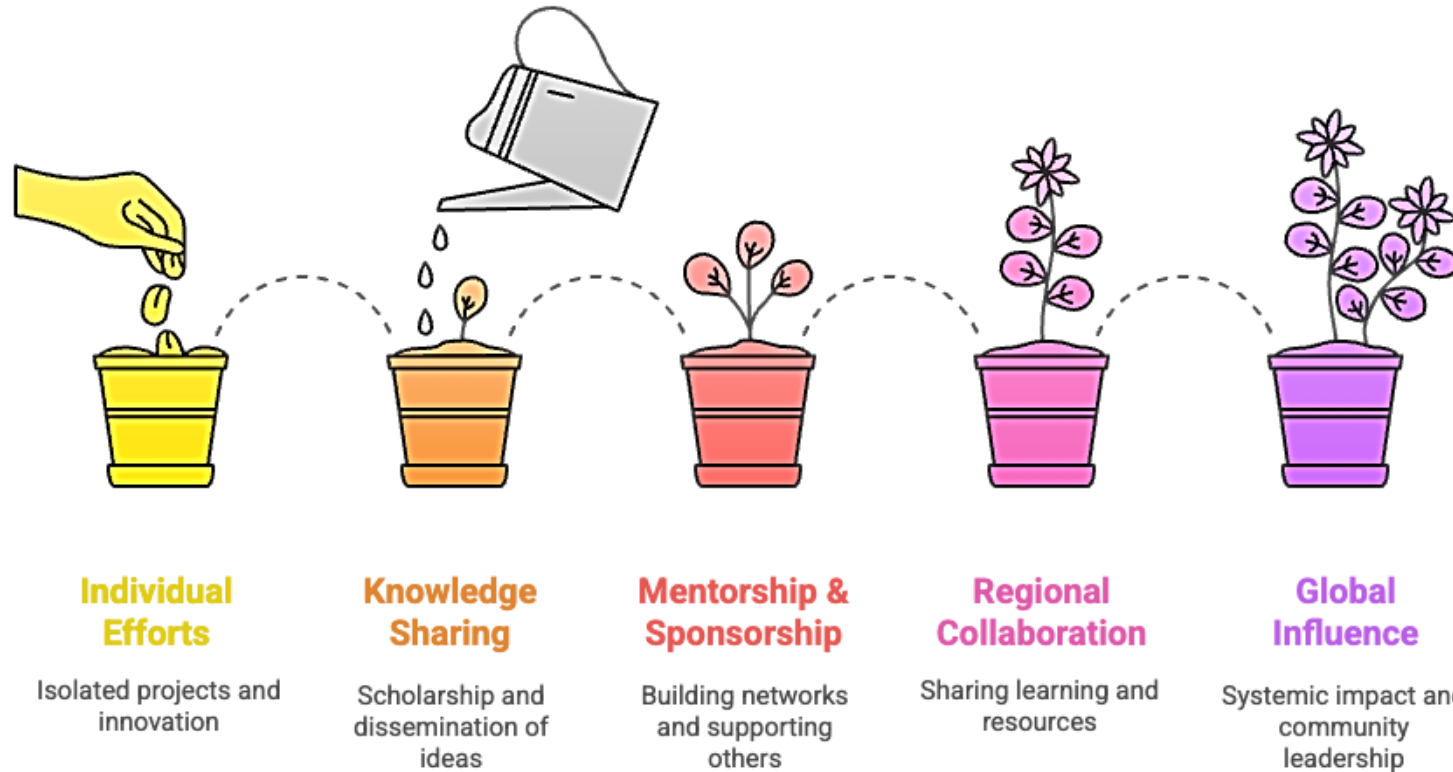 Individual
Efforts
Isolated projects and
innovation
Knowledge
Sharing
Scholarship and
dissemination of
ideas
Mentorship &
Sponsorship
Building networks
and supporting
others
Regional
Collaboration
Sharing learning and
resources
Global
Influence
Systemic impact and
community
leadership